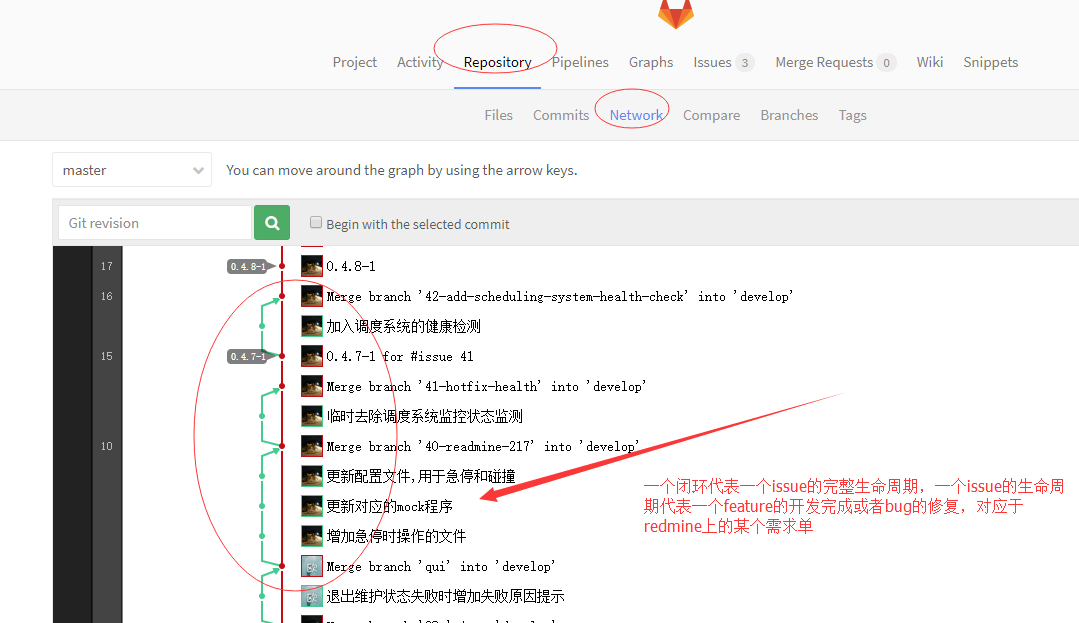 Project Activity Repository Pipelines Graphs Issues 3 Merge Requests 0 Wiki Snippets
Files Commits Network Compare Branches Tags
master You can move around the graph by using the arrow keys.
Git revision Begin with the selected commit
17 0.4.8-1 0.4.8-1
16 Merge branch '42-add-scheduling-system-health-check' into 'develop'
加入调度系统的健康检测
15 0.4.7-1 0.4.7-1 for #issue 41
Merge branch '41-hotfix-health' into 'develop'
临时去除调度系统监控状态监测
10 Merge branch '40-readmine-217' into 'develop'
更新配置文件,用于急停和碰撞
更新对应的mock程序
增加急停时操作的文件
Merge branch 'qui' into 'develop'
退出维护状态失败时增加失败原因提示
一个闭环代表一个issue的完整生命周期，一个issue的生命周
期代表一个feature的开发完成或者bug的修复，对应于
redmine上的某个需求单